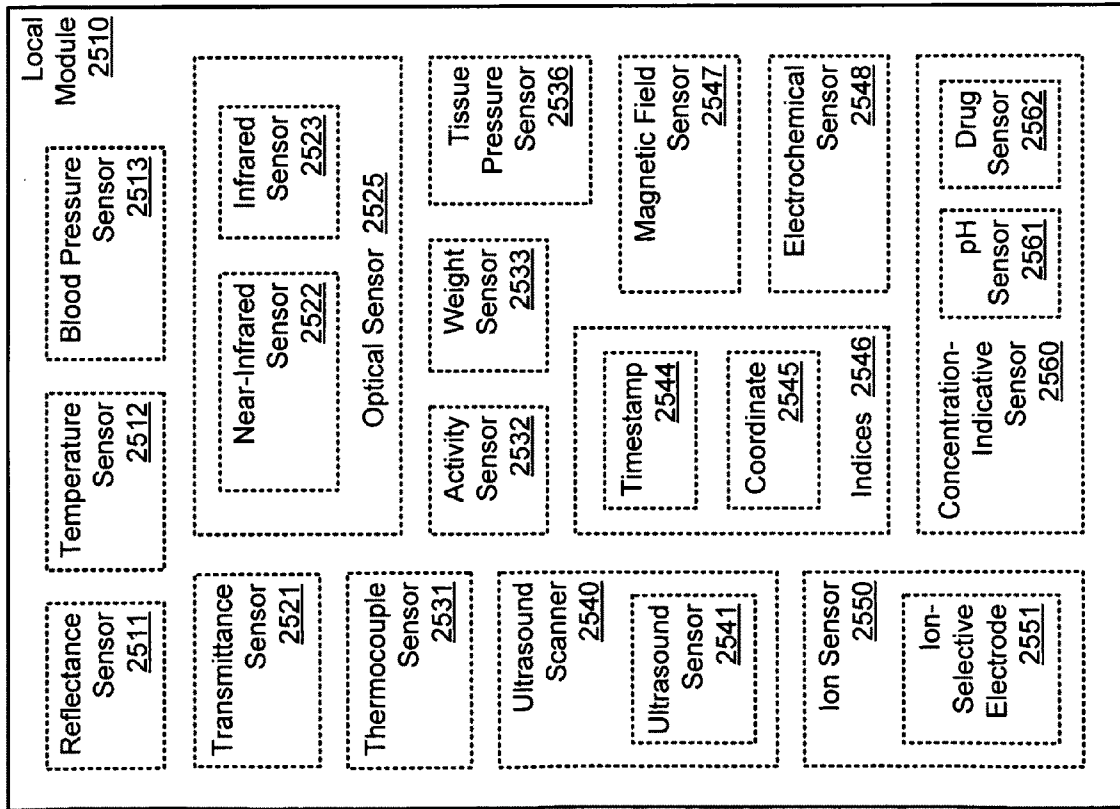 Local
Module
2510
Reflectance
Sensor
2511
Temperature
Sensor
2512
Blood Pressure
Sensor
2513
Transmittance
Sensor
2521
Near-Infrared
Sensor
2522
Infrared
Sensor
2523
Optical Sensor 2525
Thermocouple
Sensor
2531
Activity
Sensor
2532
Weight
Sensor
2533
Tissue
Pressure
Sensor
2536
Ultrasound
Scanner
2540
Ultrasound
Sensor
2541
Timestamp
2544
Coordinate
2545
Indices 2546
Magnetic Field
Sensor
2547
Electrochemical
Sensor
2548
Ion Sensor
2550
Ion-
Selective
Electrode
2551
Concentration-
Indicative
Sensor
2560
pH
Sensor
2561
Drug
Sensor
2562